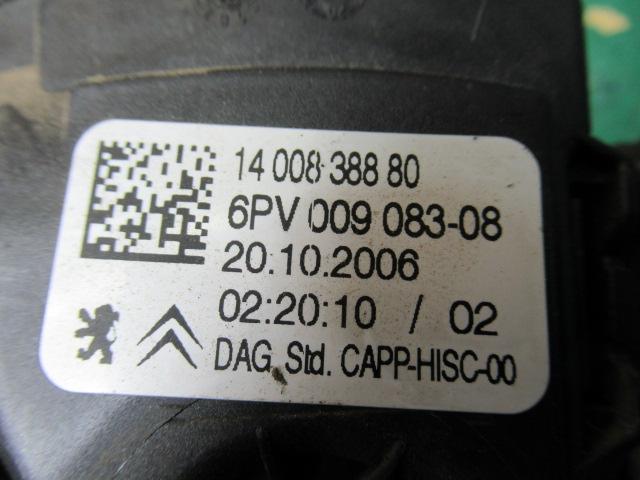 14 008 388 80
6PV 009 083-08
20.10.2006
02:20:10 / 02
DAG Std. CAPP-HISC-00